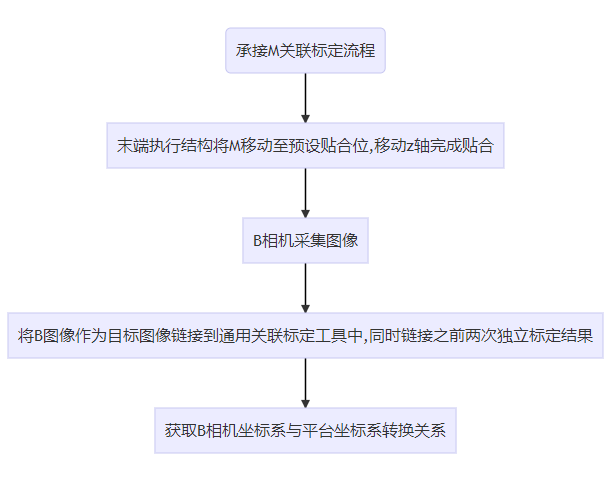 承接M关联标定流程
末端执行结构将M移动至预设贴合位,移动z轴完成贴合
B相机采集图像
将B图像作为目标图像链接到通用关联标定工具中,同时链接之前两次独立标定结果
获取B相机坐标系与平台坐标系转换关系